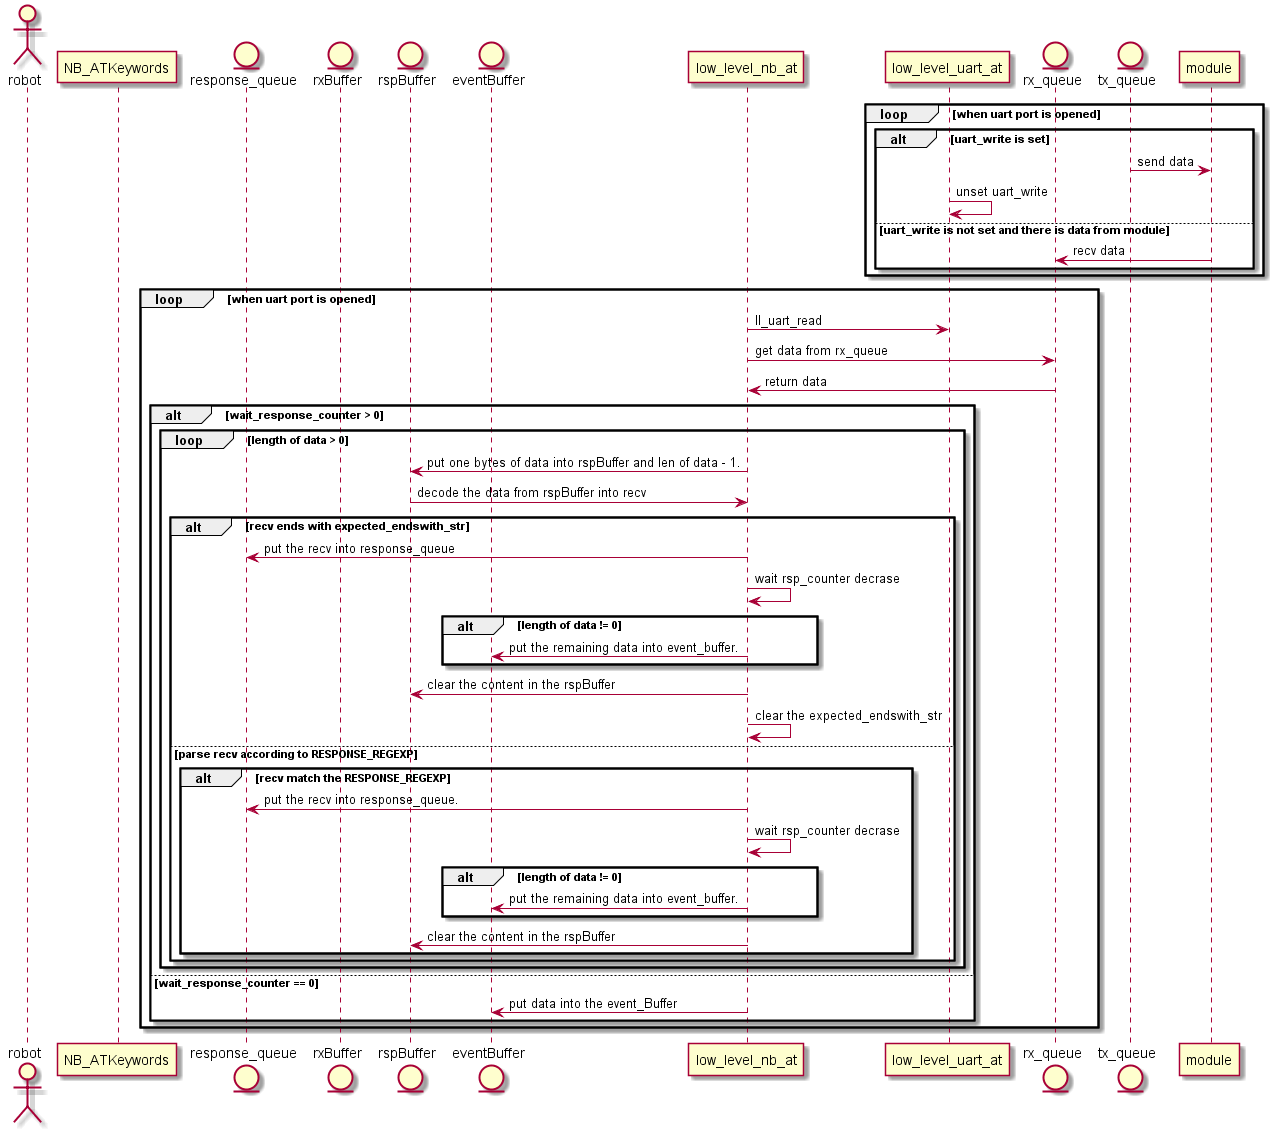 robot
NB_ATKeywords
response_queue
rxBuffer
rspBuffer
eventBuffer
low_level_nb_at
low_level_uart_at
rx_queue
tx_queue
module
loop [when uart port is opened]
alt [uart_write is set]
send data
unset uart_write
[uart_write is not set and there is data from module]
recv data
loop [when uart port is opened]
ll_uart_read
get data from rx_queue
return data
alt [wait_response_counter > 0]
loop [length of data > 0]
put one bytes of data into rspBuffer and len of data - 1.
decode the data from rspBuffer into recv
alt [recv ends with expected_endswith_str]
put the recv into response_queue
wait rsp_counter decrase
alt [length of data != 0]
put the remaining data into event_buffer.
clear the content in the rspBuffer
clear the expected_endswith_str
[parse recv according to RESPONSE_REGEXP]
alt [recv match the RESPONSE_REGEXP]
put the recv into response_queue.
wait rsp_counter decrase
alt [length of data != 0]
put the remaining data into event_buffer.
clear the content in the rspBuffer
[wait_response_counter == 0]
put data into the event_Buffer
robot
NB_ATKeywords
response_queue
rxBuffer
rspBuffer
eventBuffer
low_level_nb_at
low_level_uart_at
rx_queue
tx_queue
module